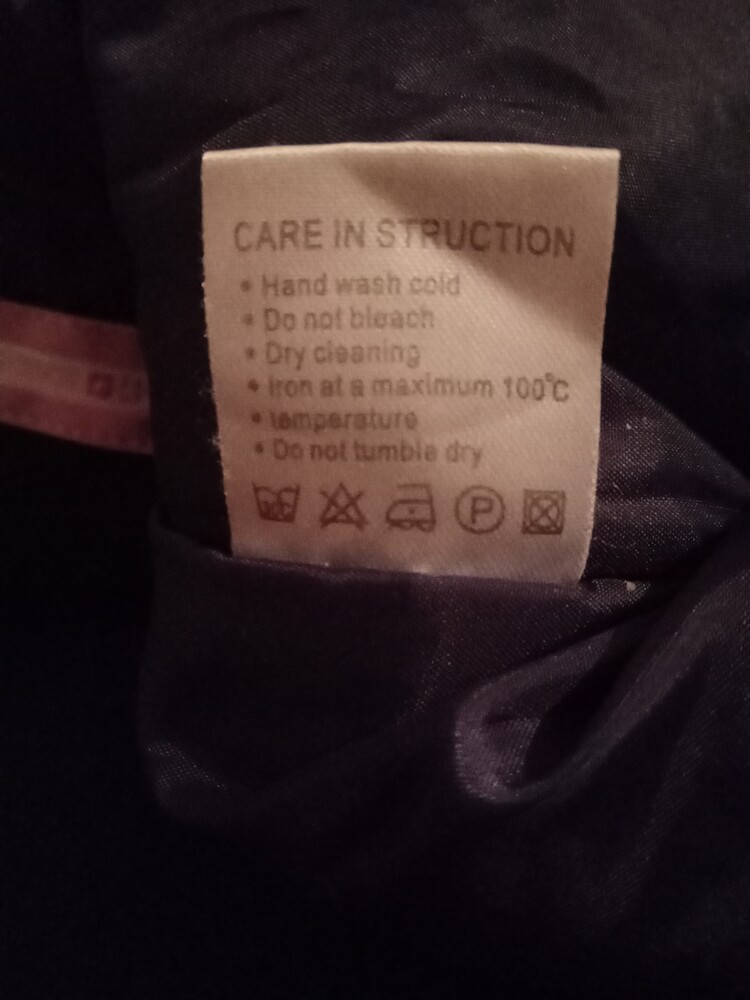 CARE IN STRUCTION
• Hand wash cold
• Do not bleach
• Dry cleaning
• Iron at a maximum 100°C
• temperature
• Do not tumble dry
P